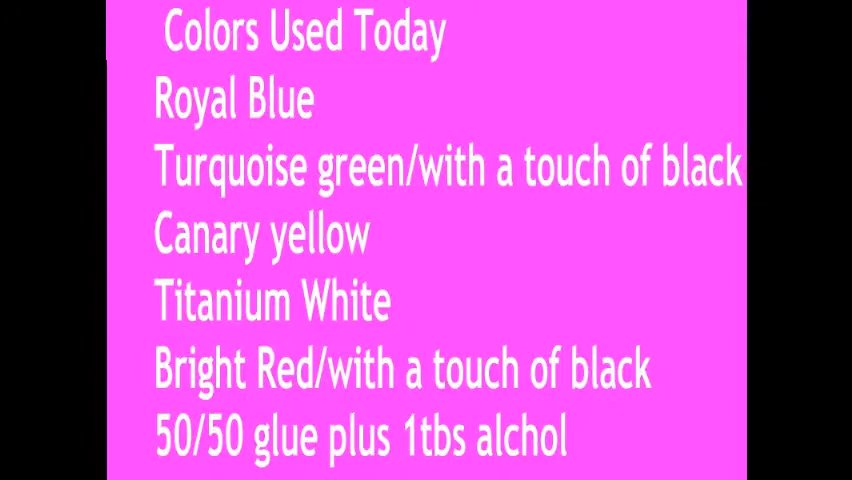 Colors Used Today
Royal Blue
Turquoise green/with a touch of black
Canary yellow
Titanium White
Bright Red/with a touch of black
50/50 glue plus 1tbs alchol